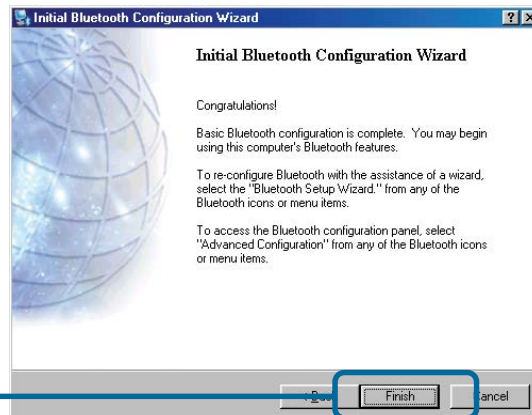 Initial Bluetooth Configuration Wizard
Initial Bluetooth Configuration Wizard
Congratulations!
Basic Bluetooth configuration is complete. You may begin
using this computer's Bluetooth features.
To re-configure Bluetooth with the assistance of a wizard,
select the "Bluetooth Setup Wizard." from any of the
Bluetooth icons or menu items.
To access the Bluetooth configuration panel, select
"Advanced Configuration" from any of the Bluetooth icons
or menu items.
Finish